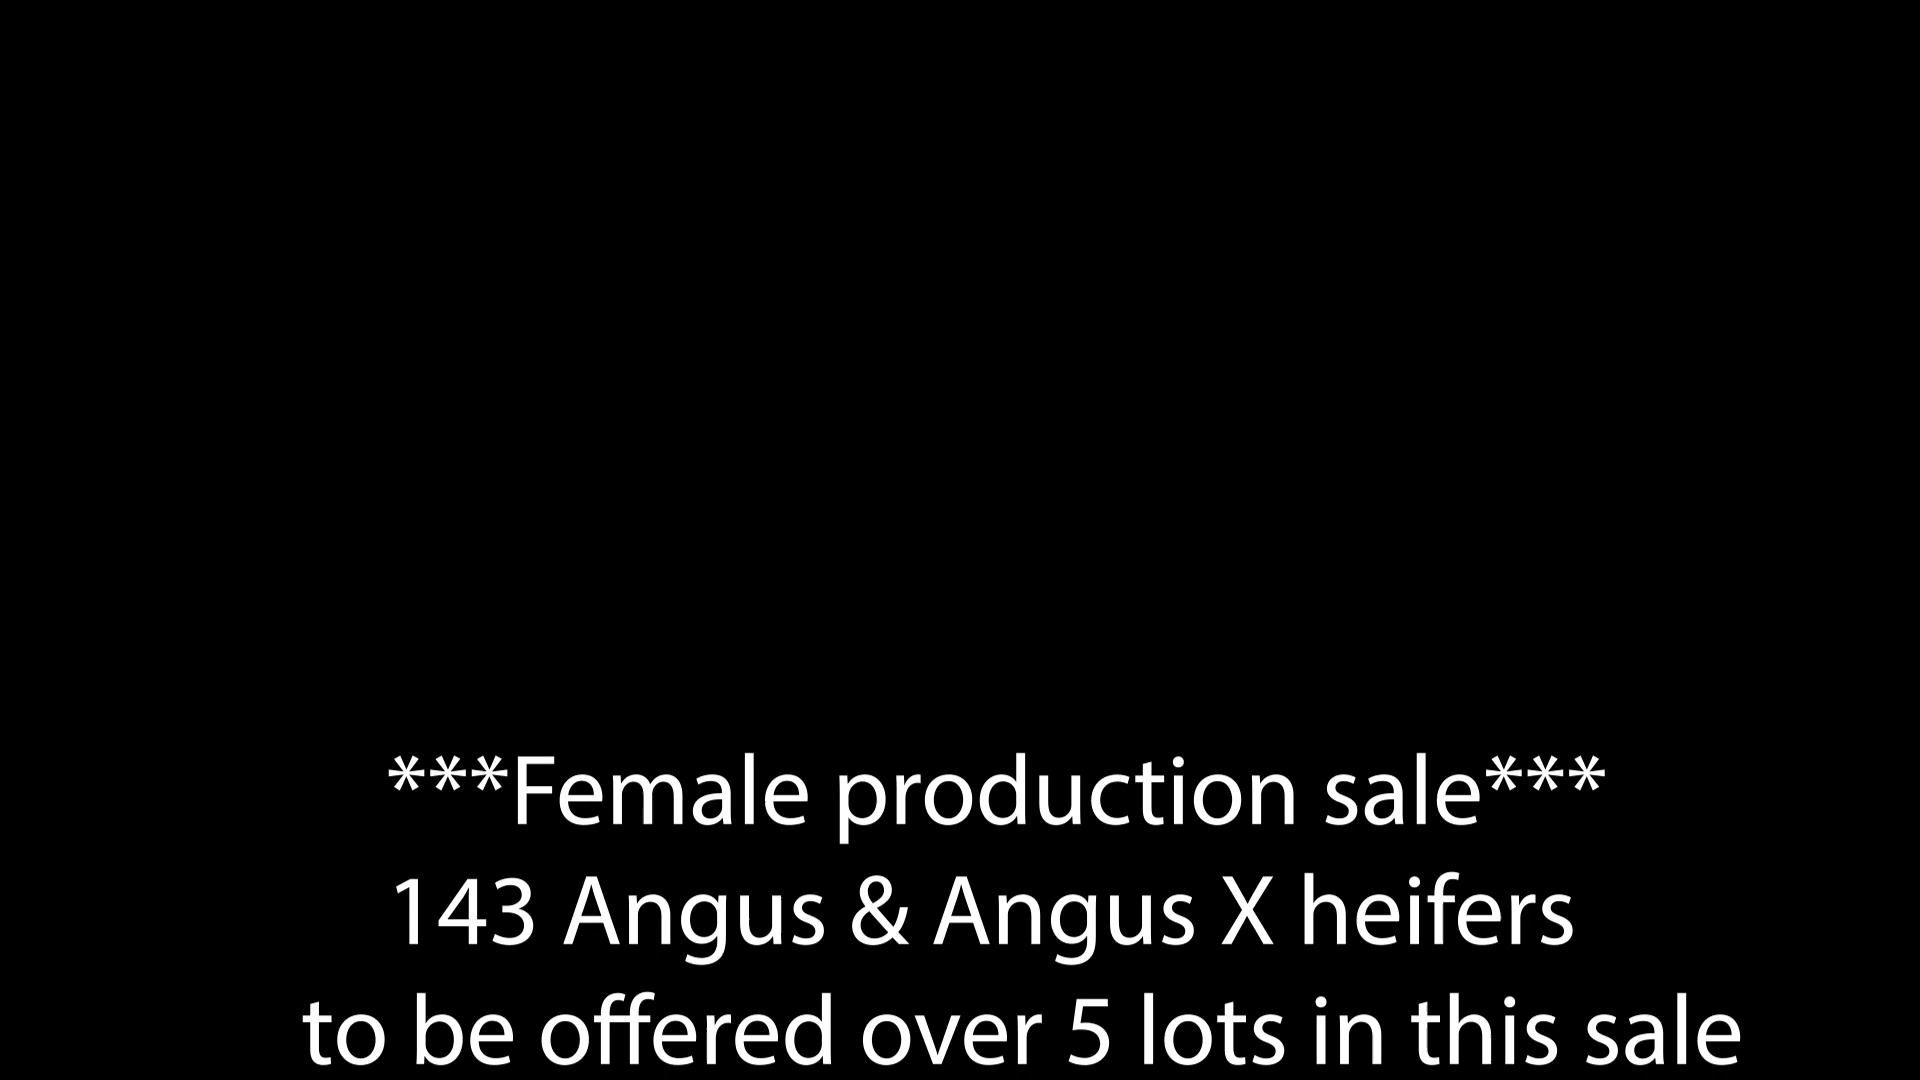 ***Female production sale***
143 Angus & Angus X heifers
to be offered over 5 lots in this sale